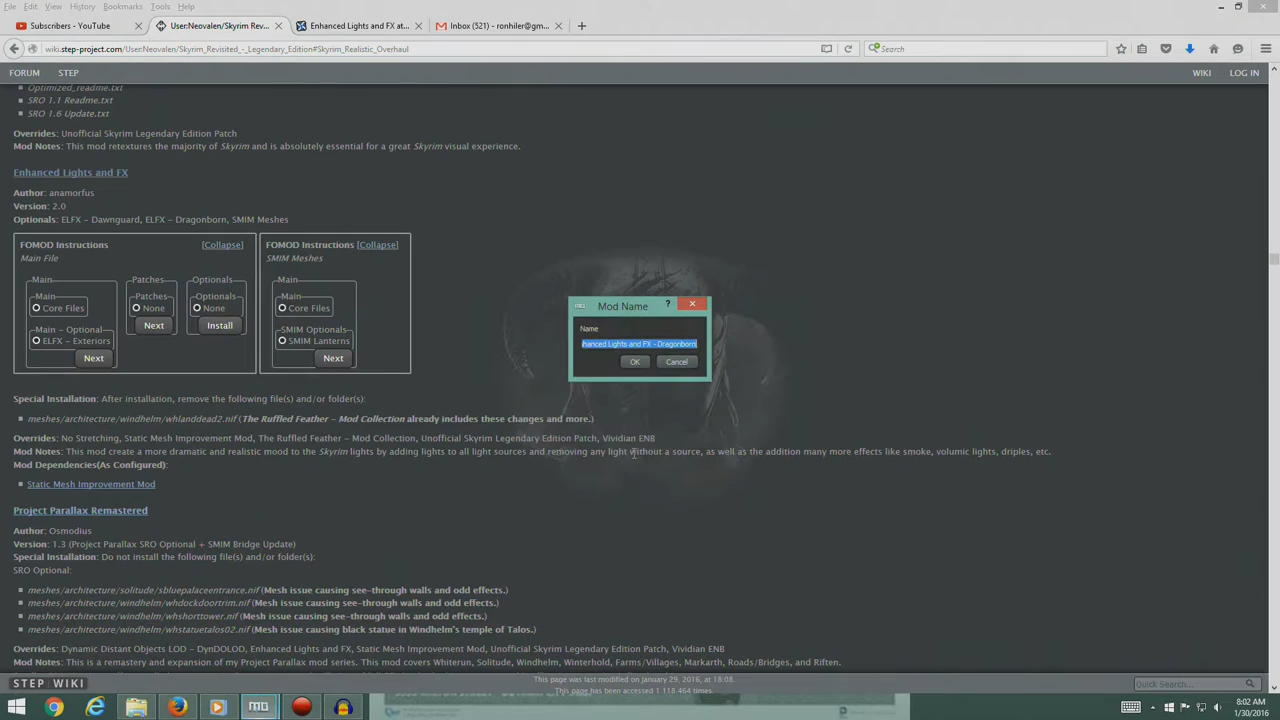 File Edit View History Bookmarks Tools Help
Subscribers - YouTube
User:Neovalen/Skyrim Rev...
Enhanced Lights and FX at...
Inbox (521) - ronhiler@gm...
wiki.step-project.com/User:Neovalen/Skyrim_Revisited_-_Legendary_Edition#Skyrim_Realistic_Overhaul
Search
FORUM STEP WIKI LOG IN
Optimized_readme.txt
SRO 1.1 Readme.txt
SRO 1.6 Update.txt
Overrides: Unofficial Skyrim Legendary Edition Patch
Mod Notes: This mod retextures the majority of Skyrim and is absolutely essential for a great Skyrim visual experience.
Enhanced Lights and FX
Author: anamorfus
Version: 2.0
Optionals: ELFX - Dawnguard, ELFX - Dragonborn, SMIM Meshes
FOMOD Instructions [Collapse]
Main File
Main
Main
Core Files
Main - Optional
ELFX - Exteriors
Next
Patches
Patches
None
Next
Optionals
Optionals
None
Install
FOMOD Instructions [Collapse]
SMIM Meshes
Main
Main
Core Files
SMIM Optionals
SMIM Lanterns
Next
Mod Name
?
Name
hanced Lights and FX - Dragonborn
OK Cancel
Special Installation: After installation, remove the following file(s) and/or folder(s):
meshes/architecture/windhelm/whlanddead2.nif (The Ruffled Feather - Mod Collection already includes these changes and more.)
Overrides: No Stretching, Static Mesh Improvement Mod, The Ruffled Feather - Mod Collection, Unofficial Skyrim Legendary Edition Patch, Vividian ENB
Mod Notes: This mod create a more dramatic and realistic mood to the Skyrim lights by adding lights to all light sources and removing any light without a source, as well as the addition many more effects like smoke, volumic lights, driples, etc.
Mod Dependencies(As Configured):
Static Mesh Improvement Mod
Project Parallax Remastered
Author: Osmodius
Version: 1.3 (Project Parallax SRO Optional + SMIM Bridge Update)
Special Installation: Do not install the following file(s) and/or folder(s):
SRO Optional:
meshes/architecture/solitude/sbluepalaceentrance.nif (Mesh issue causing see-through walls and odd effects.)
meshes/architecture/windhelm/whdockdoortrim.nif (Mesh issue causing see-through walls and odd effects.)
meshes/architecture/windhelm/whshorttower.nif (Mesh issue causing see-through walls and odd effects.)
meshes/architecture/windhelm/whstatuetalos02.nif (Mesh issue causing black statue in Windhelm's temple of Talos.)
Overrides: Dynamic Distant Objects LOD - DynDOLOD, Enhanced Lights and FX, Static Mesh Improvement Mod, Unofficial Skyrim Legendary Edition Patch, Vividian ENB
Mod Notes: This is a remastery and expansion of my Project Parallax mod series. This mod covers Whiterun, Solitude, Windhelm, Winterhold, Farms/Villages, Markarth, Roads/Bridges, and Riften.
STEP WIKI
This page was last modified on January 29, 2016, at 18:08.
This page has been accessed 1,118,464 times.
Quick Search...
8:02 AM
1/30/2016